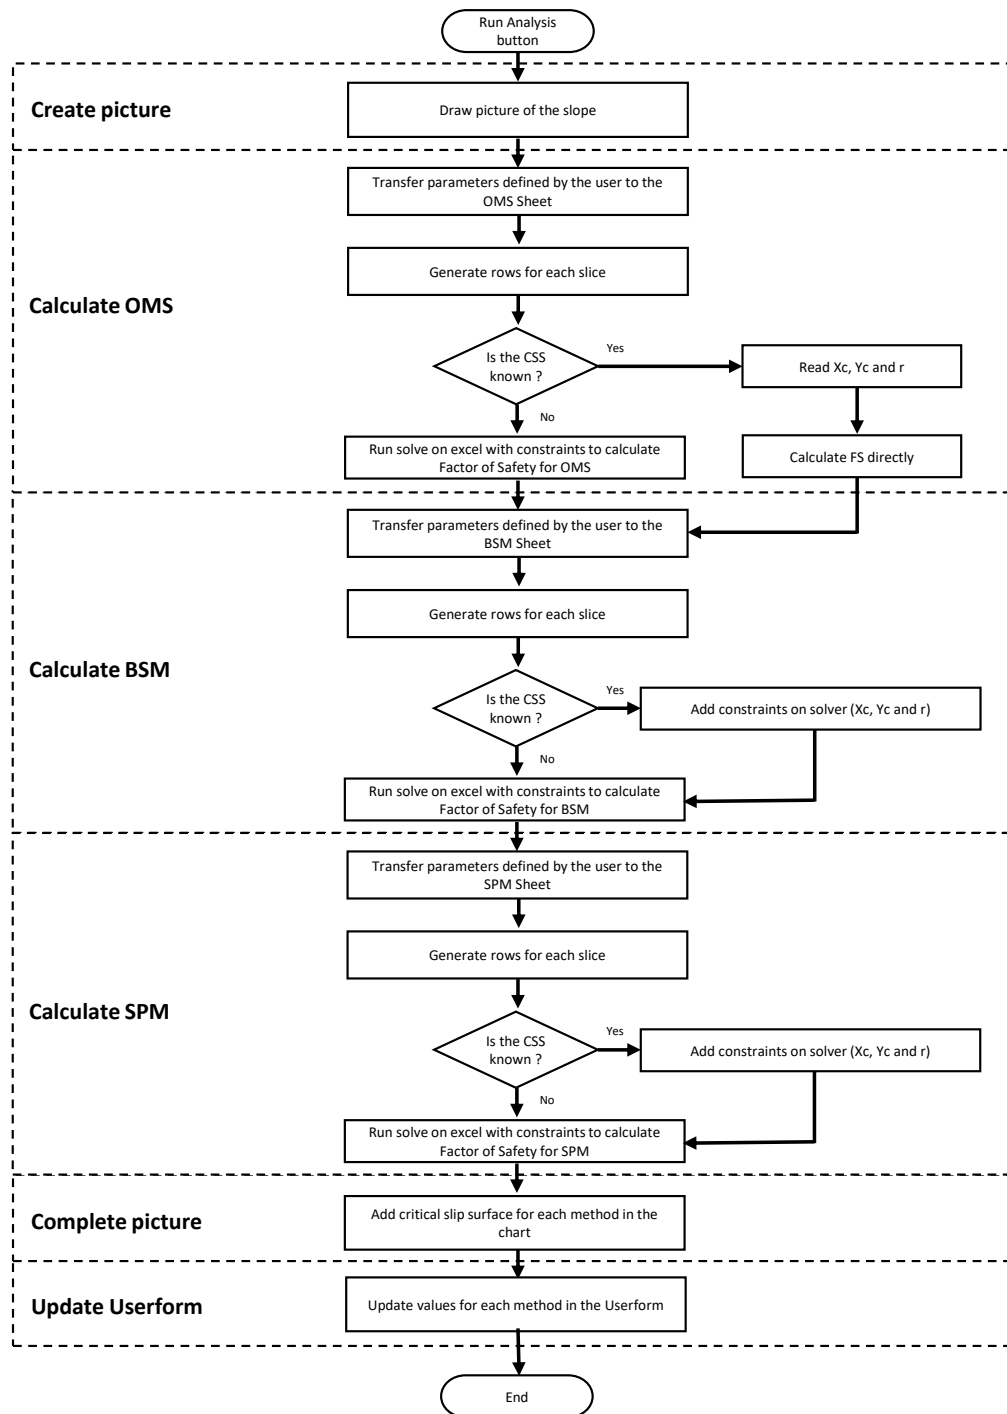 Run Analysis
button
Create picture
Draw picture of the slope
Transfer parameters defined by the user to the
OMS Sheet
Generate rows for each slice
Calculate OMS
Is the CSS
known ?
Yes
Read Xc, Yc and r
No
Run solve on excel with constraints to calculate
Factor of Safety for OMS
Calculate FS directly
Transfer parameters defined by the user to the
BSM Sheet
Generate rows for each slice
Calculate BSM
Is the CSS
known ?
Yes
Add constraints on solver (Xc, Yc and r)
No
Run solve on excel with constraints to calculate
Factor of Safety for BSM
Transfer parameters defined by the user to the
SPM Sheet
Generate rows for each slice
Calculate SPM
Is the CSS
known ?
Yes
Add constraints on solver (Xc, Yc and r)
No
Run solve on excel with constraints to calculate
Factor of Safety for SPM
Complete picture
Add critical slip surface for each method in the
chart
Update Userform
Update values for each method in the Userform
End